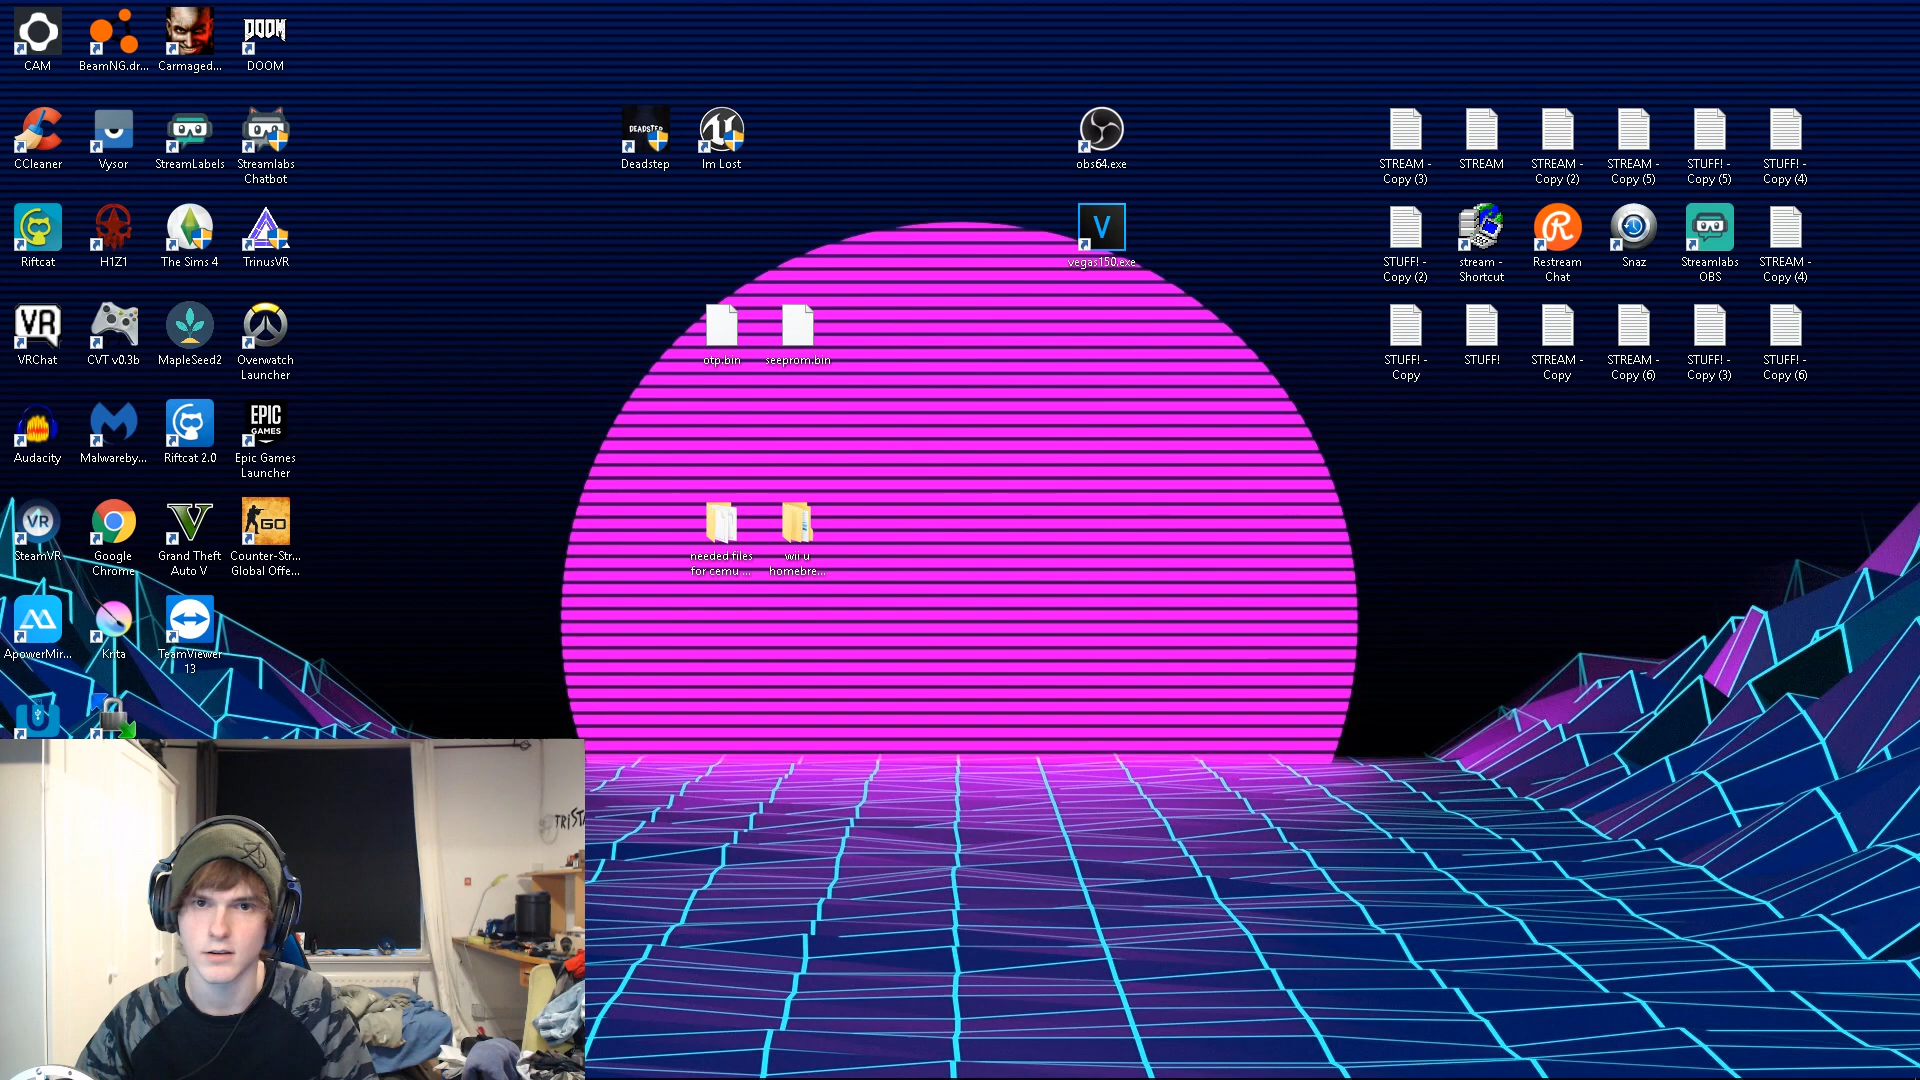 CAM
BeamNG.dr...
Carmaged...
DOOM
DOOM
CCleaner
Vysor
StreamLabels
Streamlabs
Chatbot
DEADSTEP
Deadstep
Im Lost
obs64.exe
STREAM -
Copy (3)
STREAM
STREAM -
Copy (2)
STREAM -
Copy (5)
STUFF! -
Copy (5)
STUFF! -
Copy (4)
Riftcat
H1Z1
The Sims 4
TrinusVR
V
vegas150.exe
STUFF! -
Copy (2)
stream -
Shortcut
R
Restream
Chat
Snaz
Streamlabs
OBS
STREAM -
Copy (4)
VR
VRChat
CVT v0.3b
MapleSeed2
Overwatch
Launcher
otp.bin
seeprom.bin
STUFF! -
Copy
STUFF!
STREAM -
Copy
STREAM -
Copy (6)
STUFF! -
Copy (3)
STUFF! -
Copy (6)
Audacity
Malwareby...
Riftcat 2.0
EPIC
GAMES
Epic Games
Launcher
VR
SteamVR
Google
Chrome
V
Grand Theft
Auto V
GO
Counter-Str...
Global Offe...
needed files
for cemu ...
wii u
homebre...
ApowerMir...
Krita
TeamViewer
13
TRISTA